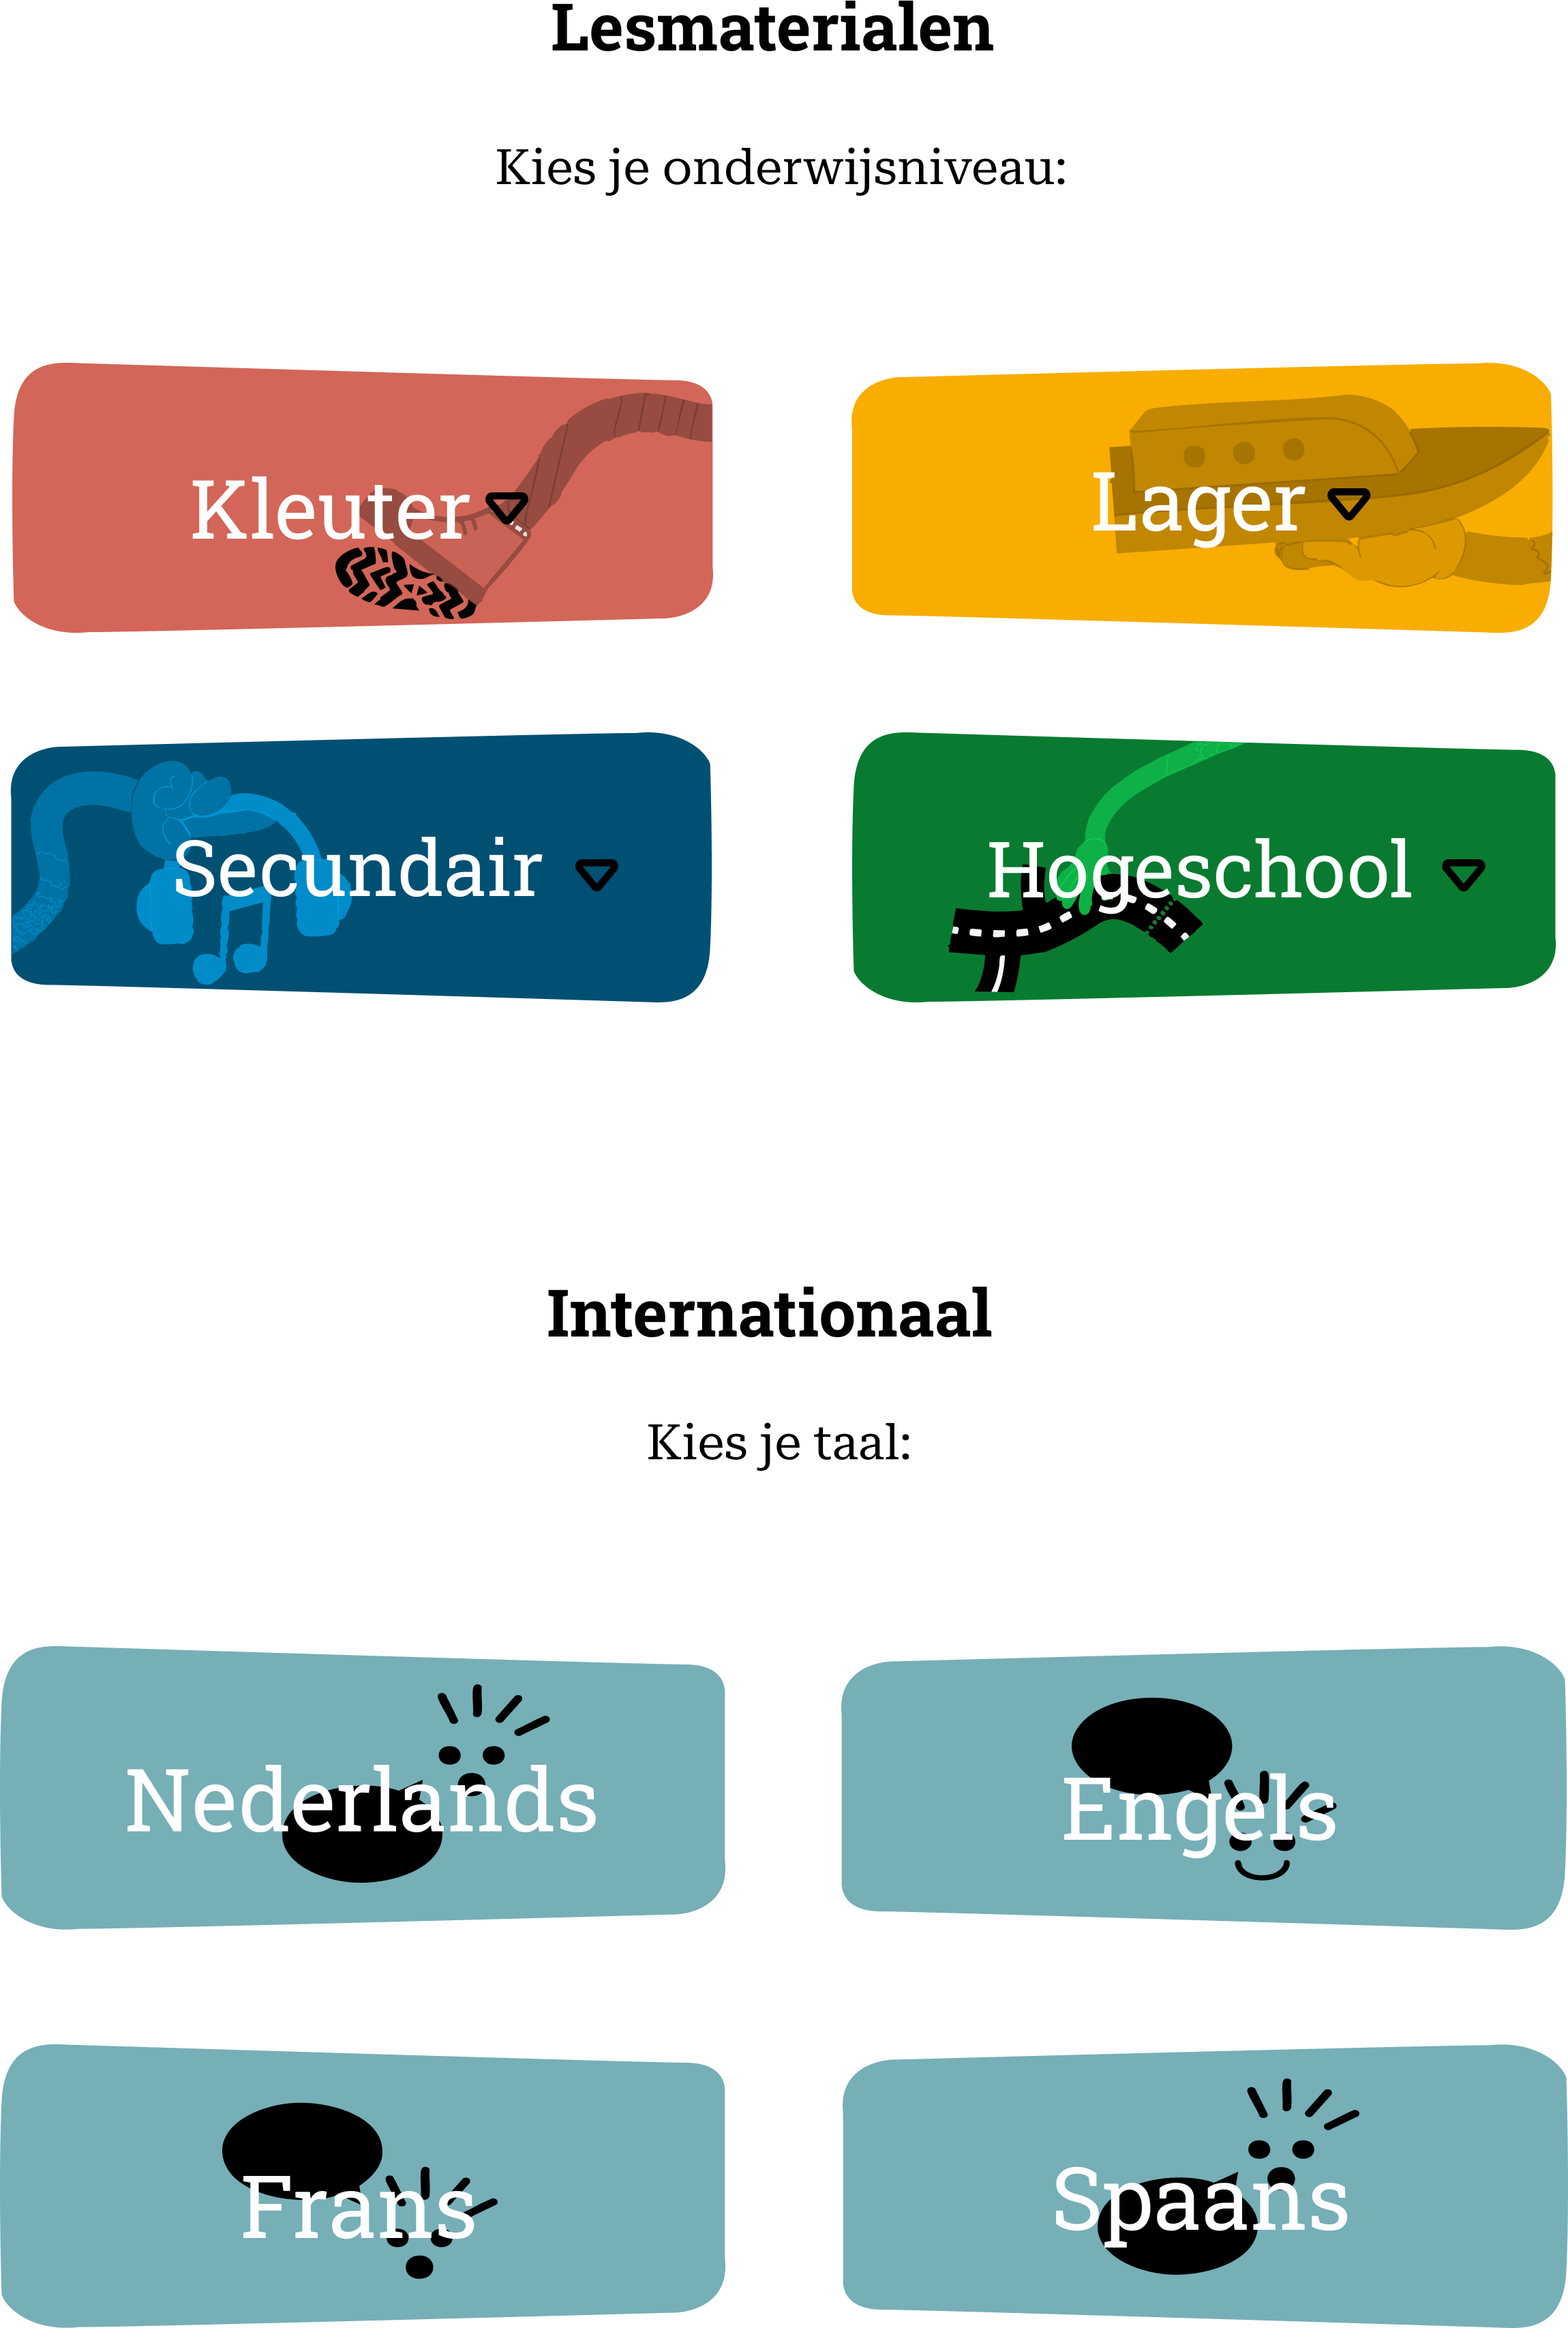 Lesmaterialen
Kies je onderwijsniveau:
Kleuter
Lager
Secundair
Hogeschool
Internationaal
Kies je taal:
Nederlands
Engels
Frans
Spaans